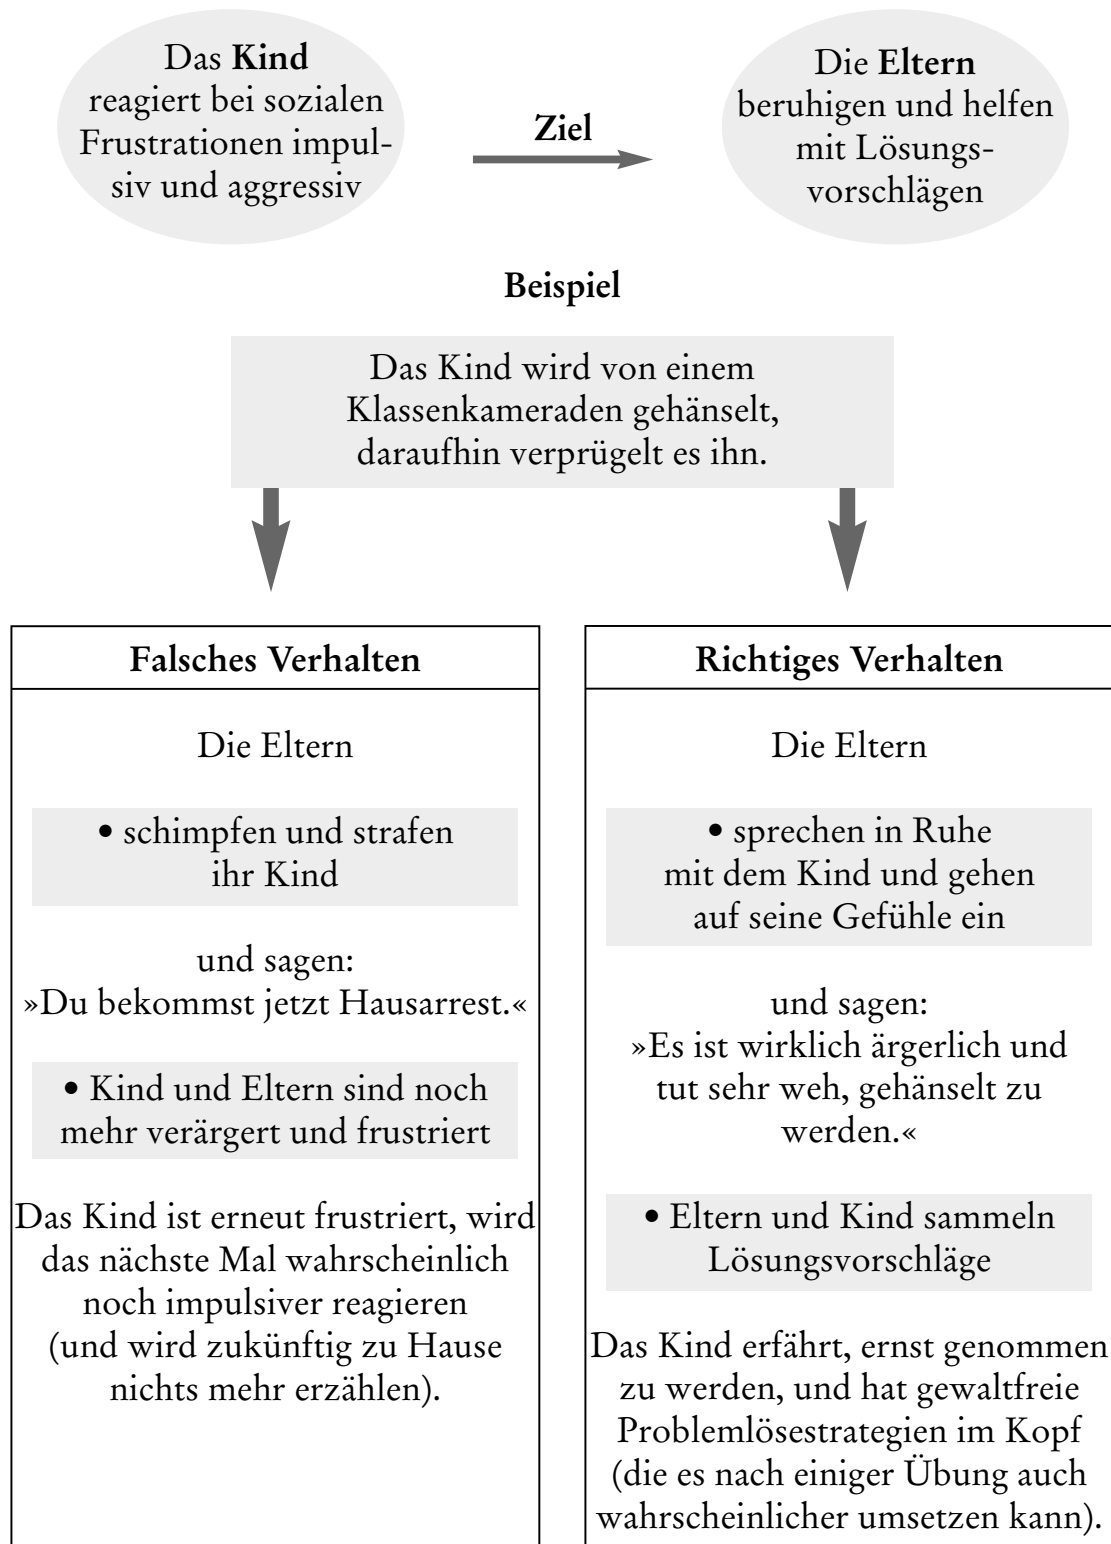 Das Kind
reagiert bei sozialen
Frustrationen impul-
siv und aggressiv
Ziel
Die Eltern
beruhigen und helfen
mit Lösungs-
vorschlägen
Beispiel
Das Kind wird von einem
Klassenkameraden gehänselt,
daraufhin verprügelt es ihn.
Falsches Verhalten
Die Eltern
• schimpfen und strafen
ihr Kind
und sagen:
»Du bekommst jetzt Hausarrest.«
• Kind und Eltern sind noch
mehr verärgert und frustriert
Das Kind ist erneut frustriert, wird
das nächste Mal wahrscheinlich
noch impulsiver reagieren
(und wird zukünftig zu Hause
nichts mehr erzählen).
Richtiges Verhalten
Die Eltern
• sprechen in Ruhe
mit dem Kind und gehen
auf seine Gefühle ein
und sagen:
»Es ist wirklich ärgerlich und
tut sehr weh, gehänselt zu
werden.«
• Eltern und Kind sammeln
Lösungsvorschläge
Das Kind erfährt, ernst genommen
zu werden, und hat gewaltfreie
Problemlösestrategien im Kopf
(die es nach einiger Übung auch
wahrscheinlicher umsetzen kann).